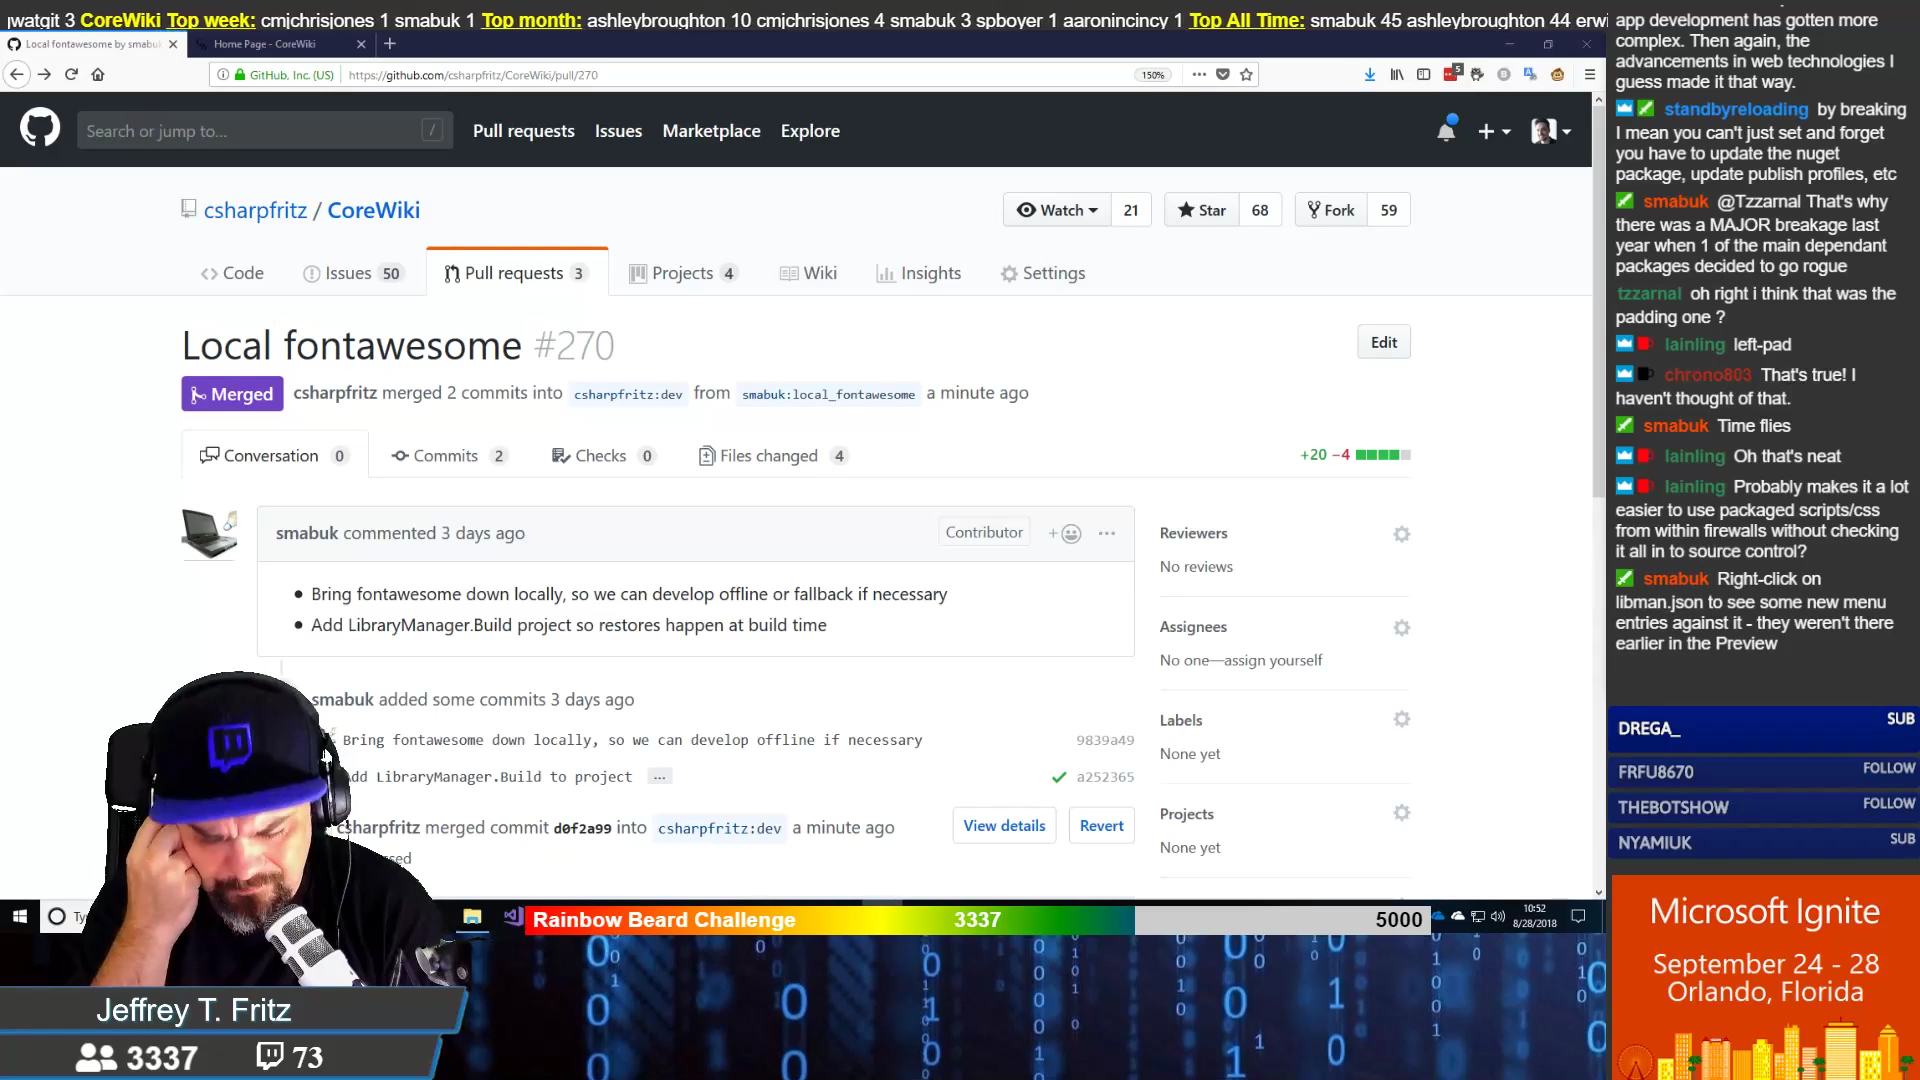 jwatgit 3 CoreWiki Top week: cmjchrisjones 1 smabuk 1 Top month: ashleybroughton 10 cmjchrisjones 4 smabuk 3 spboyer 1 aaronincincy 1 Top All Time: smabuk 45 ashleybroughton 44 erwi
Local fontawesome by smabuk
Home Page - CoreWiki
GitHub, Inc. (US)
https://github.com/csharpfritz/CoreWiki/pull/270
150%
5
Search or jump to...
/
Pull requests
Issues
Marketplace
Explore
csharpfritz / CoreWiki
Watch 21
Star 68
Fork 59
Code
Issues 50
Pull requests 3
Projects 4
Wiki
Insights
Settings
Local fontawesome #270
Edit
Merged
csharpfritz merged 2 commits into csharpfritz:dev from smabuk:local_fontawesome a minute ago
Conversation 0
Commits 2
Checks 0
Files changed 4
+20 −4
smabuk commented 3 days ago
Contributor
Bring fontawesome down locally, so we can develop offline or fallback if necessary
Add LibraryManager.Build project so restores happen at build time
smabuk added some commits 3 days ago
Bring fontawesome down locally, so we can develop offline if necessary
9839a49
dd LibraryManager.Build to project
a252365
csharpfritz merged commit d0f2a99 into csharpfritz:dev a minute ago
View details
Revert
Reviewers
No reviews
Assignees
No one—assign yourself
Labels
None yet
Projects
None yet
app development has gotten more
complex. Then again, the
advancements in web technologies I
guess made it that way.
standbyreloading by breaking
I mean you can't just set and forget
you have to update the nuget
package, update publish profiles, etc
smabuk @Tzzarnal That's why
there was a MAJOR breakage last
year when 1 of the main dependant
packages decided to go rogue
tzzarnal oh right i think that was the
padding one ?
lainling left-pad
chrono803 That's true! I
haven't thought of that.
smabuk Time flies
lainling Oh that's neat
lainling Probably makes it a lot
easier to use packaged scripts/css
from within firewalls without checking
it all in to source control?
smabuk Right-click on
libman.json to see some new menu
entries against it - they weren't there
earlier in the Preview
DREGA_ SUB
FRFU8670 FOLLOW
THEBOTSHOW FOLLOW
NYAMIUK SUB
Microsoft Ignite
September 24 - 28
Orlando, Florida
Rainbow Beard Challenge 3337 5000
10:52
8/28/2018
Jeffrey T. Fritz
3337
73